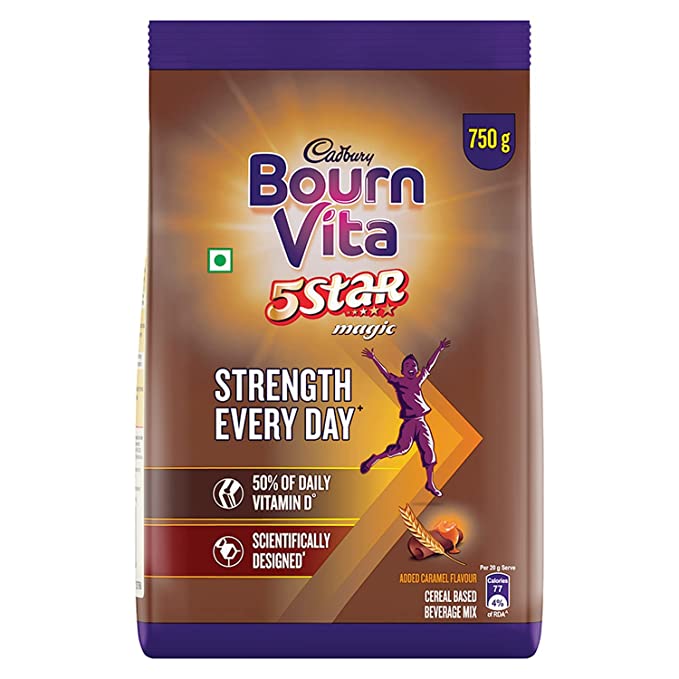 750 g
Cadbury
Bourn
Vita
5Star
magic
STRENGTH
EVERY DAY+
50% OF DAILY
VITAMIN D°
SCIENTIFICALLY
DESIGNED*
ADDED CARAMEL FLAVOUR
CEREAL BASED
BEVERAGE MIX
Per 20 g Serve
Calories
77
4%
of RDA^